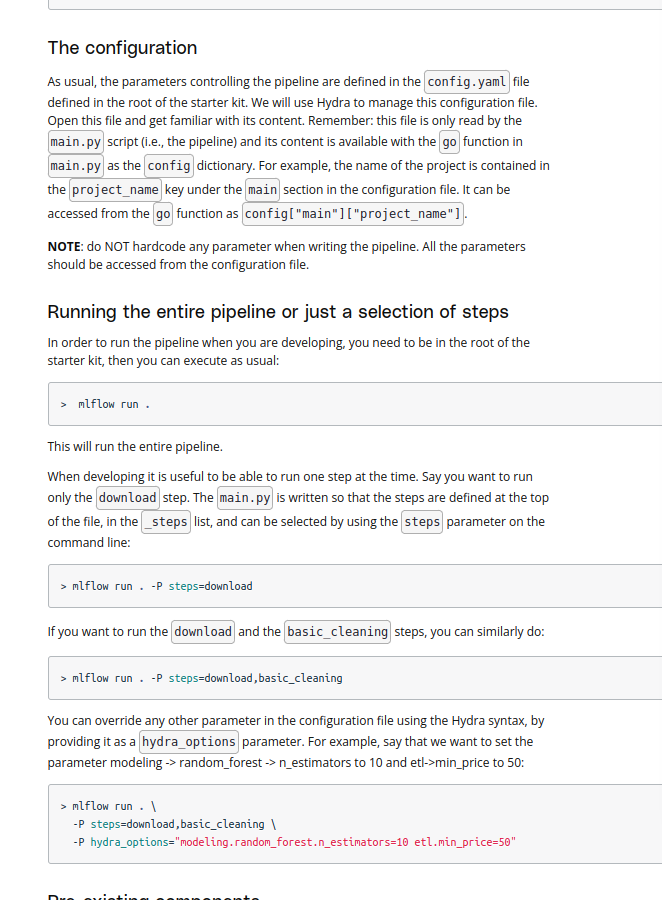 The configuration
As usual, the parameters controlling the pipeline are defined in the config.yaml file
defined in the root of the starter kit. We will use Hydra to manage this configuration file.
Open this file and get familiar with its content. Remember: this file is only read by the
main.py script (i.e., the pipeline) and its content is available with the go function in
main.py as the config dictionary. For example, the name of the project is contained in
the project_name key under the main section in the configuration file. It can be
accessed from the go function as config["main"]["project_name"].
NOTE: do NOT hardcode any parameter when writing the pipeline. All the parameters
should be accessed from the configuration file.
Running the entire pipeline or just a selection of steps
In order to run the pipeline when you are developing, you need to be in the root of the
starter kit, then you can execute as usual:
>  mlflow run .
This will run the entire pipeline.
When developing it is useful to be able to run one step at the time. Say you want to run
only the download step. The main.py is written so that the steps are defined at the top
of the file, in the _steps list, and can be selected by using the steps parameter on the
command line:
> mlflow run . -P steps=download
If you want to run the download and the basic_cleaning steps, you can similarly do:
> mlflow run . -P steps=download,basic_cleaning
You can override any other parameter in the configuration file using the Hydra syntax, by
providing it as a hydra_options parameter. For example, say that we want to set the
parameter modeling -> random_forest -> n_estimators to 10 and etl->min_price to 50:
> mlflow run . \
  -P steps=download,basic_cleaning \
  -P hydra_options="modeling.random_forest.n_estimators=10 etl.min_price=50"
Pre-existing components